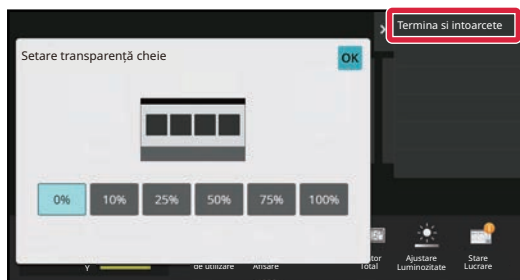 Termina si intoarcete
Setare transparență cheie
OK
0% 10% 25% 50% 75% 100%
Total
Ajustare
Luminozitate
Stare
Lucrare
Y
de utilizare
Afisare